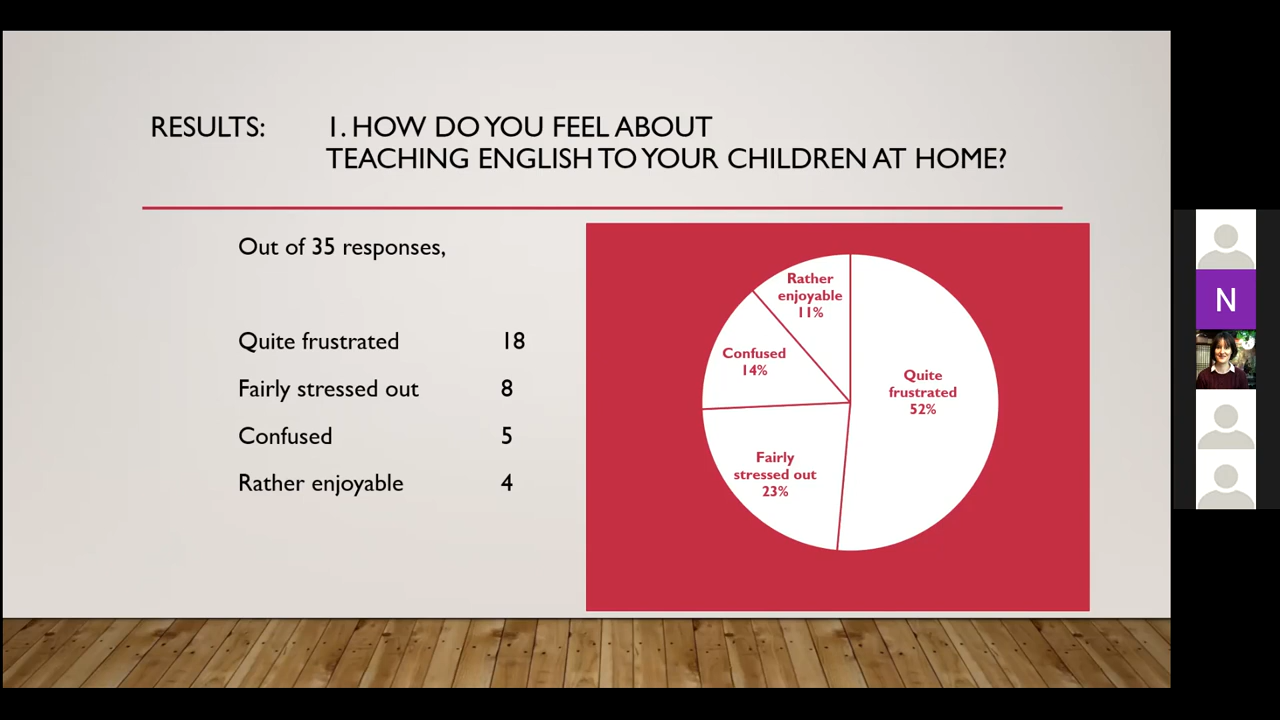 RESULTS: 1. HOW DO YOU FEEL ABOUT
TEACHING ENGLISH TO YOUR CHILDREN AT HOME?
Out of 35 responses,
Quite frustrated 18
Fairly stressed out 8
Confused 5
Rather enjoyable 4
Rather
enjoyable
11%
Confused
14%
Quite
frustrated
52%
Fairly
stressed out
23%
N